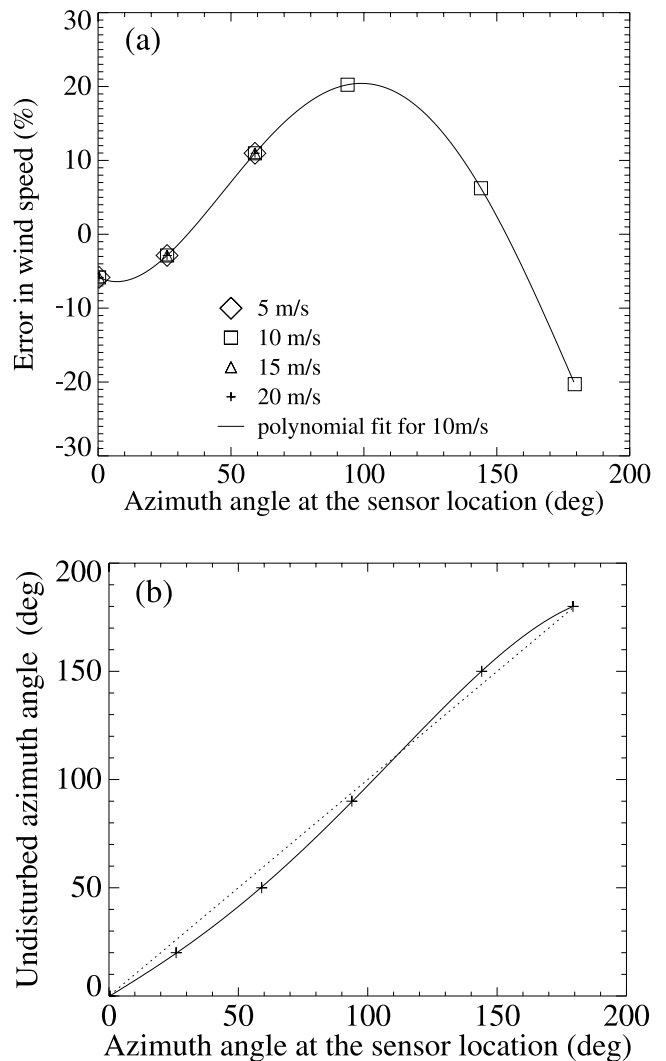 30
(a)
20
10
0
-10
-20
-30
Error in wind speed (%)
5 m/s
10 m/s
15 m/s
20 m/s
polynomial fit for 10m/s
0 50 100 150 200
Azimuth angle at the sensor location (deg)
200
(b)
150
100
50
0
Undisturbed azimuth angle (deg)
0 50 100 150 200
Azimuth angle at the sensor location (deg)